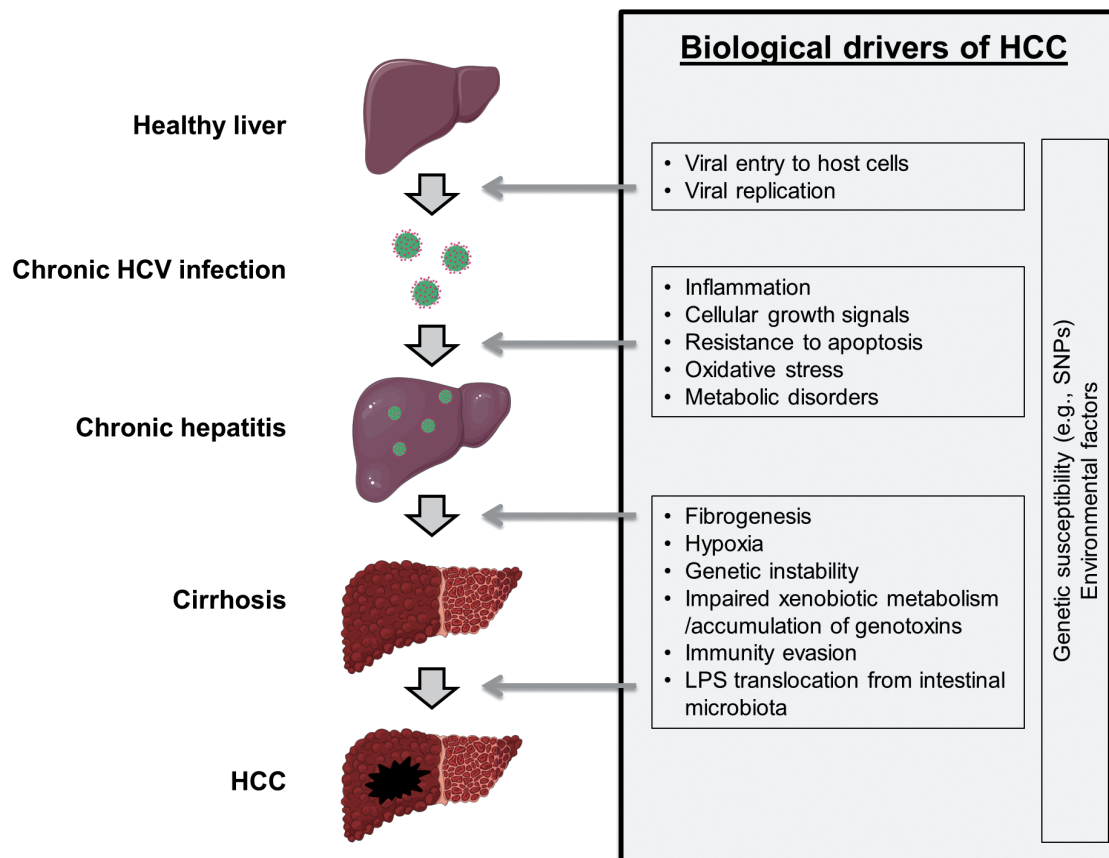 Biological drivers of HCC
Healthy liver
• Viral entry to host cells
• Viral replication
Chronic HCV infection
• Inflammation
• Cellular growth signals
• Resistance to apoptosis
• Oxidative stress
• Metabolic disorders
Chronic hepatitis
• Fibrogenesis
• Hypoxia
• Genetic instability
• Impaired xenobiotic metabolism
/accumulation of genotoxins
• Immunity evasion
• LPS translocation from intestinal
microbiota
Cirrhosis
HCC
Genetic susceptibility (e.g., SNPs)
Environmental factors